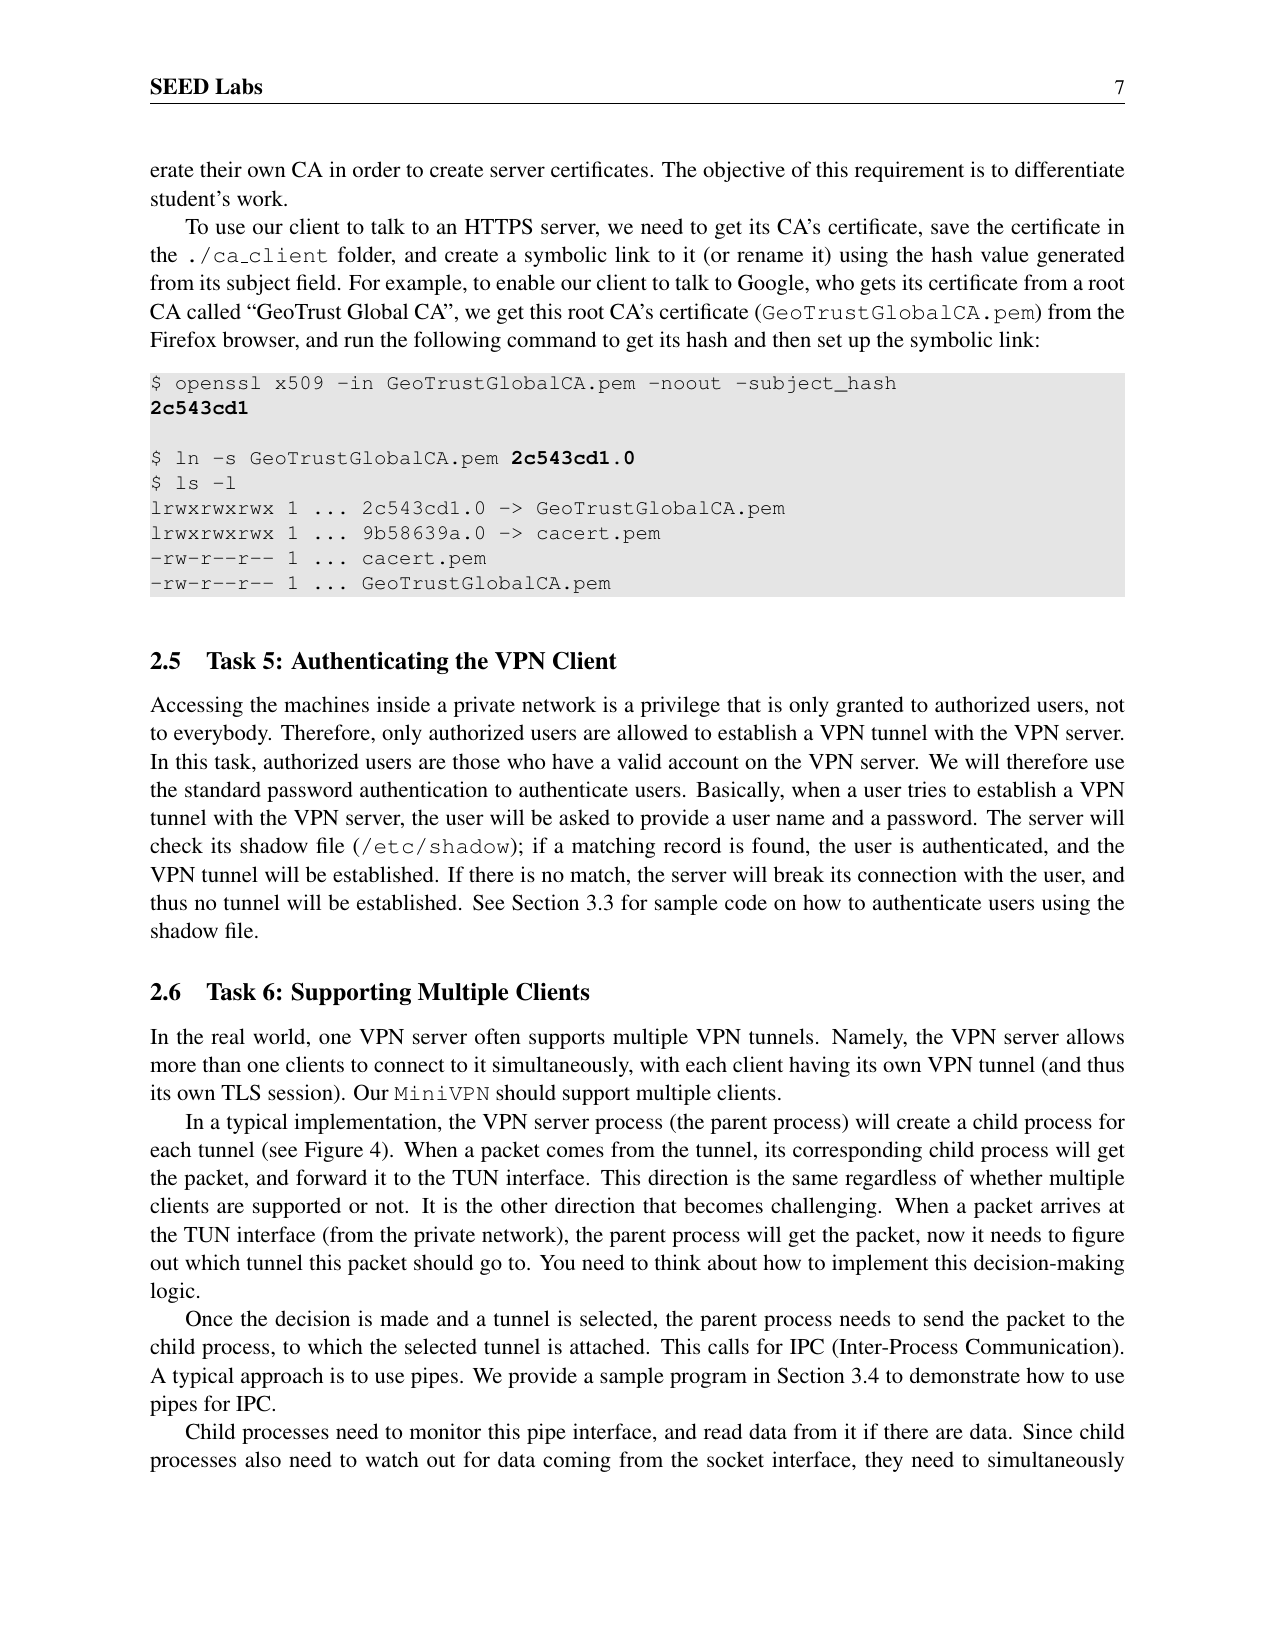 SEED Labs 7
erate their own CA in order to create server certificates. The objective of this requirement is to differentiate
student's work.
To use our client to talk to an HTTPS server, we need to get its CA's certificate, save the certificate in
the ./ca_client folder, and create a symbolic link to it (or rename it) using the hash value generated
from its subject field. For example, to enable our client to talk to Google, who gets its certificate from a root
CA called “GeoTrust Global CA”, we get this root CA's certificate (GeoTrustGlobalCA.pem) from the
Firefox browser, and run the following command to get its hash and then set up the symbolic link:
$ openssl x509 -in GeoTrustGlobalCA.pem -noout -subject_hash
2c543cd1
$ ln -s GeoTrustGlobalCA.pem 2c543cd1.0
$ ls -l
lrwxrwxrwx 1 ... 2c543cd1.0 -> GeoTrustGlobalCA.pem
lrwxrwxrwx 1 ... 9b58639a.0 -> cacert.pem
-rw-r--r-- 1 ... cacert.pem
-rw-r--r-- 1 ... GeoTrustGlobalCA.pem
2.5 Task 5: Authenticating the VPN Client
Accessing the machines inside a private network is a privilege that is only granted to authorized users, not
to everybody. Therefore, only authorized users are allowed to establish a VPN tunnel with the VPN server.
In this task, authorized users are those who have a valid account on the VPN server. We will therefore use
the standard password authentication to authenticate users. Basically, when a user tries to establish a VPN
tunnel with the VPN server, the user will be asked to provide a user name and a password. The server will
check its shadow file (/etc/shadow); if a matching record is found, the user is authenticated, and the
VPN tunnel will be established. If there is no match, the server will break its connection with the user, and
thus no tunnel will be established. See Section 3.3 for sample code on how to authenticate users using the
shadow file.
2.6 Task 6: Supporting Multiple Clients
In the real world, one VPN server often supports multiple VPN tunnels. Namely, the VPN server allows
more than one clients to connect to it simultaneously, with each client having its own VPN tunnel (and thus
its own TLS session). Our MiniVPN should support multiple clients.
In a typical implementation, the VPN server process (the parent process) will create a child process for
each tunnel (see Figure 4). When a packet comes from the tunnel, its corresponding child process will get
the packet, and forward it to the TUN interface. This direction is the same regardless of whether multiple
clients are supported or not. It is the other direction that becomes challenging. When a packet arrives at
the TUN interface (from the private network), the parent process will get the packet, now it needs to figure
out which tunnel this packet should go to. You need to think about how to implement this decision-making
logic.
Once the decision is made and a tunnel is selected, the parent process needs to send the packet to the
child process, to which the selected tunnel is attached. This calls for IPC (Inter-Process Communication).
A typical approach is to use pipes. We provide a sample program in Section 3.4 to demonstrate how to use
pipes for IPC.
Child processes need to monitor this pipe interface, and read data from it if there are data. Since child
processes also need to watch out for data coming from the socket interface, they need to simultaneously